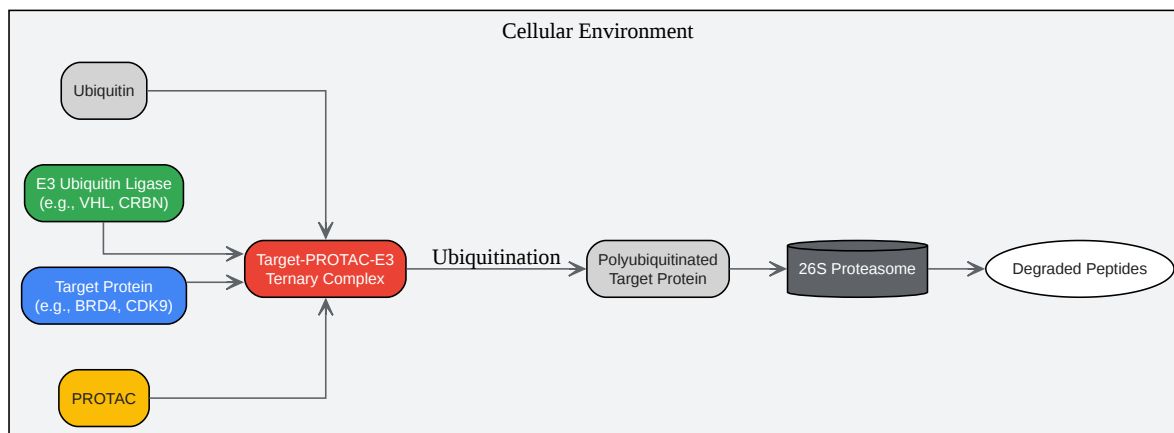 Cellular Environment
Ubiquitin
E3 Ubiquitin Ligase
(e.g., VHL, CRBN)
Target Protein
(e.g., BRD4, CDK9)
PROTAC
Target-PROTAC-E3
Ternary Complex
Ubiquitination
Polyubiquitinated
Target Protein
26S Proteasome
Degraded Peptides